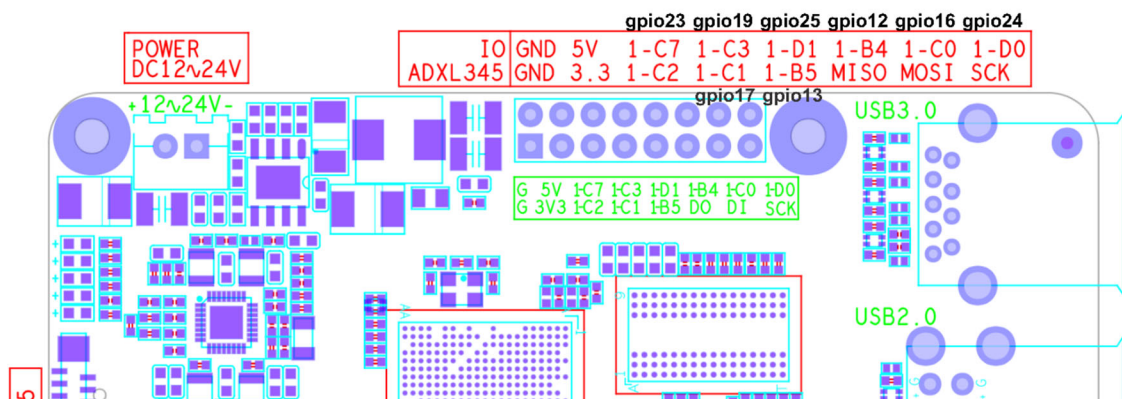 gpio23 gpio19 gpio25 gpio12 gpio16 gpio24
POWER
DC12~24V
IO GND 5V 1-C7 1-C3 1-D1 1-B4 1-C0 1-D0
ADXL345 GND 3.3 1-C2 1-C1 1-B5 MISO MOSI SCK
gpio17 gpio13
+12~24V-
USB3.0
G 5V 1-C7 1-C3 1-D1 1-B4 1-C0 1-D0
G 3V3 1-C2 1-C1 1-B5 DO DI SCK
USB2.0